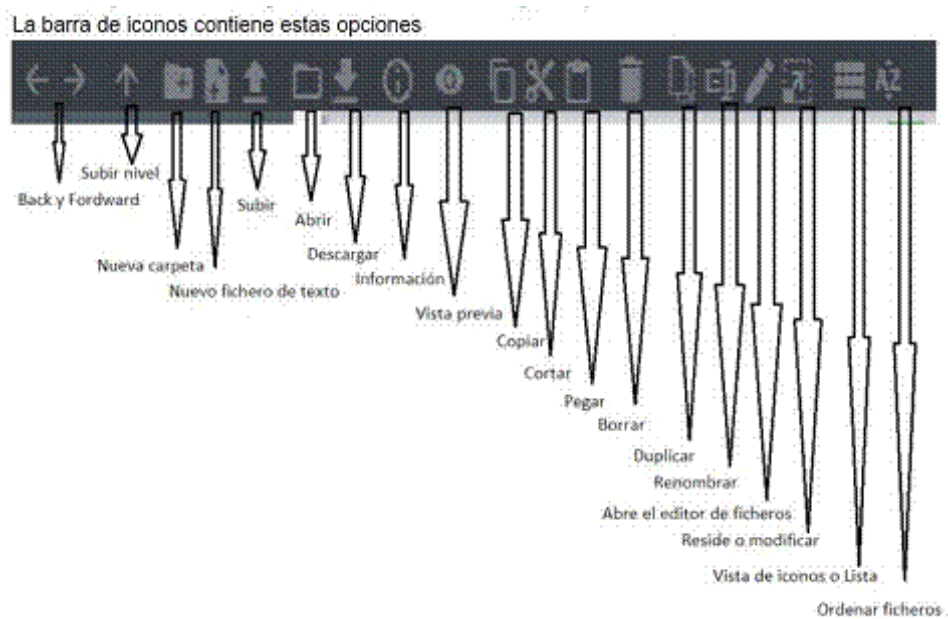 La barra de iconos contiene estas opciones
AZ
Subir nivel
Back y Fordward
Subir
Abrir
Descargar
Nueva carpeta
Información
Nuevo fichero de texto
Vista previa
Copiar
Cortar
Pegar
Borrar
Duplicar
Renombrar
Abre el editor de ficheros
Reside o modificar
Vista de iconos o Lista
Ordenar ficheros